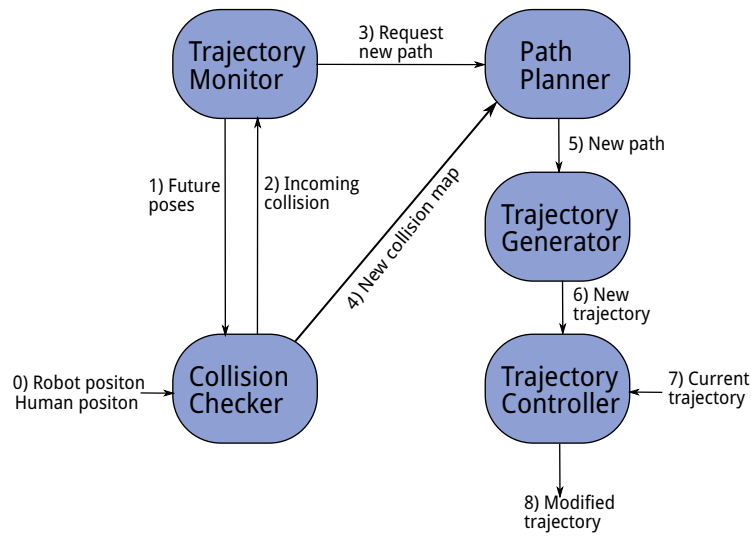 Trajectory
Monitor
3) Request
new path
Path
Planner
5) New path
1) Future
poses
2) Incoming
collision
4) New collision map
Trajectory
Generator
6) New
trajectory
0) Robot positon
Human positon
Collision
Checker
Trajectory
Controller
7) Current
trajectory
8) Modified
trajectory